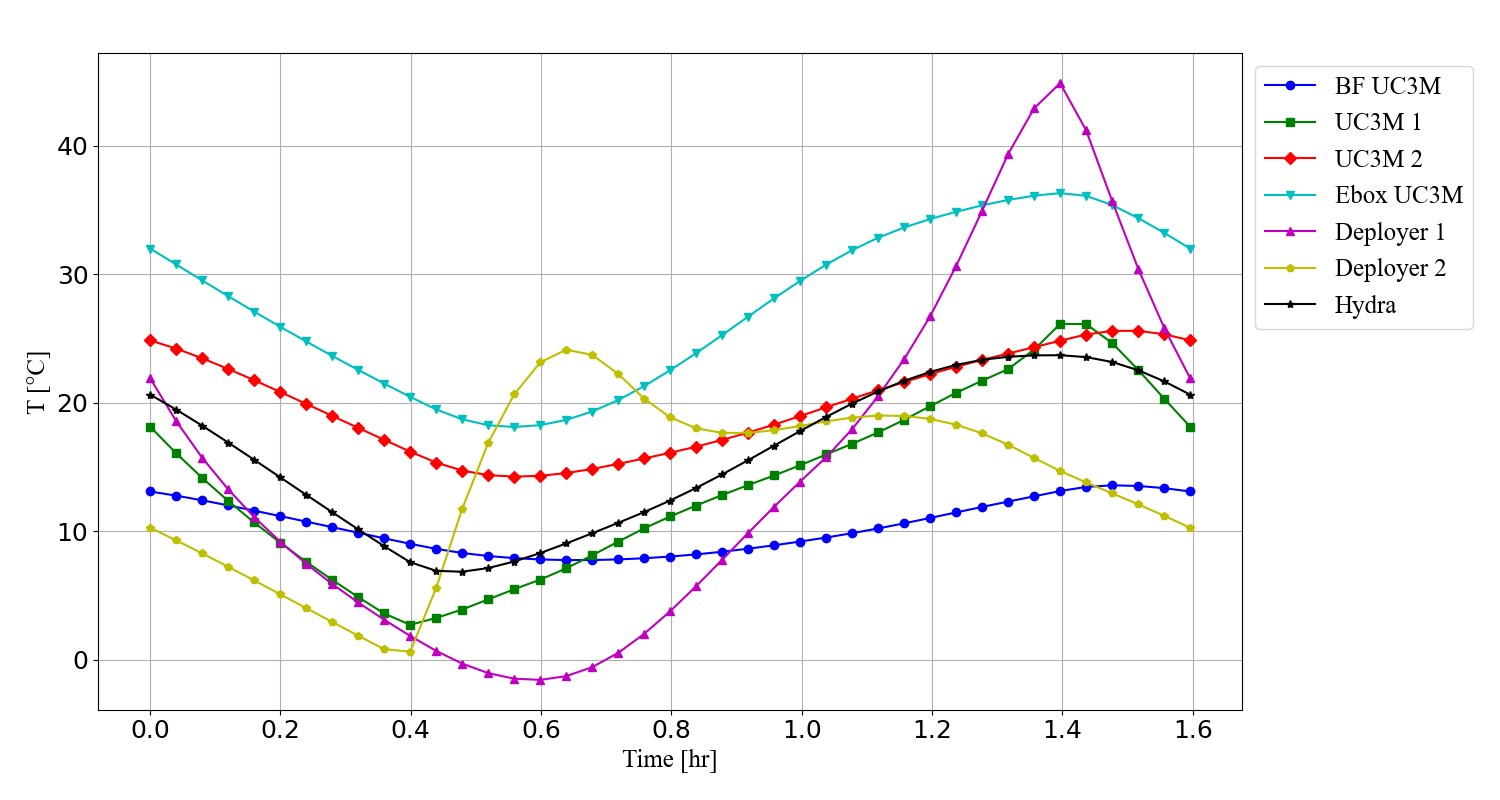 T [°C]
40
30
20
10
0
0.0 0.2 0.4 0.6 0.8 1.0 1.2 1.4 1.6
Time [hr]
BF UC3M
UC3M 1
UC3M 2
Ebox UC3M
Deployer 1
Deployer 2
Hydra